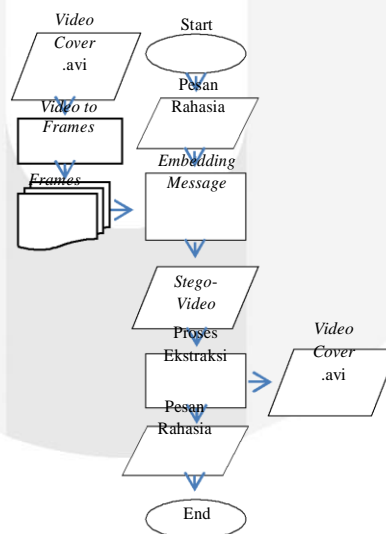 Video
Cover
.avi
Video to
Frames
Frames
Start
Pesan
Rahasia
Embedding
Message
Stego-
Video
Proses
Ekstraksi
Video
Cover
.avi
Pesan
Rahasia
End